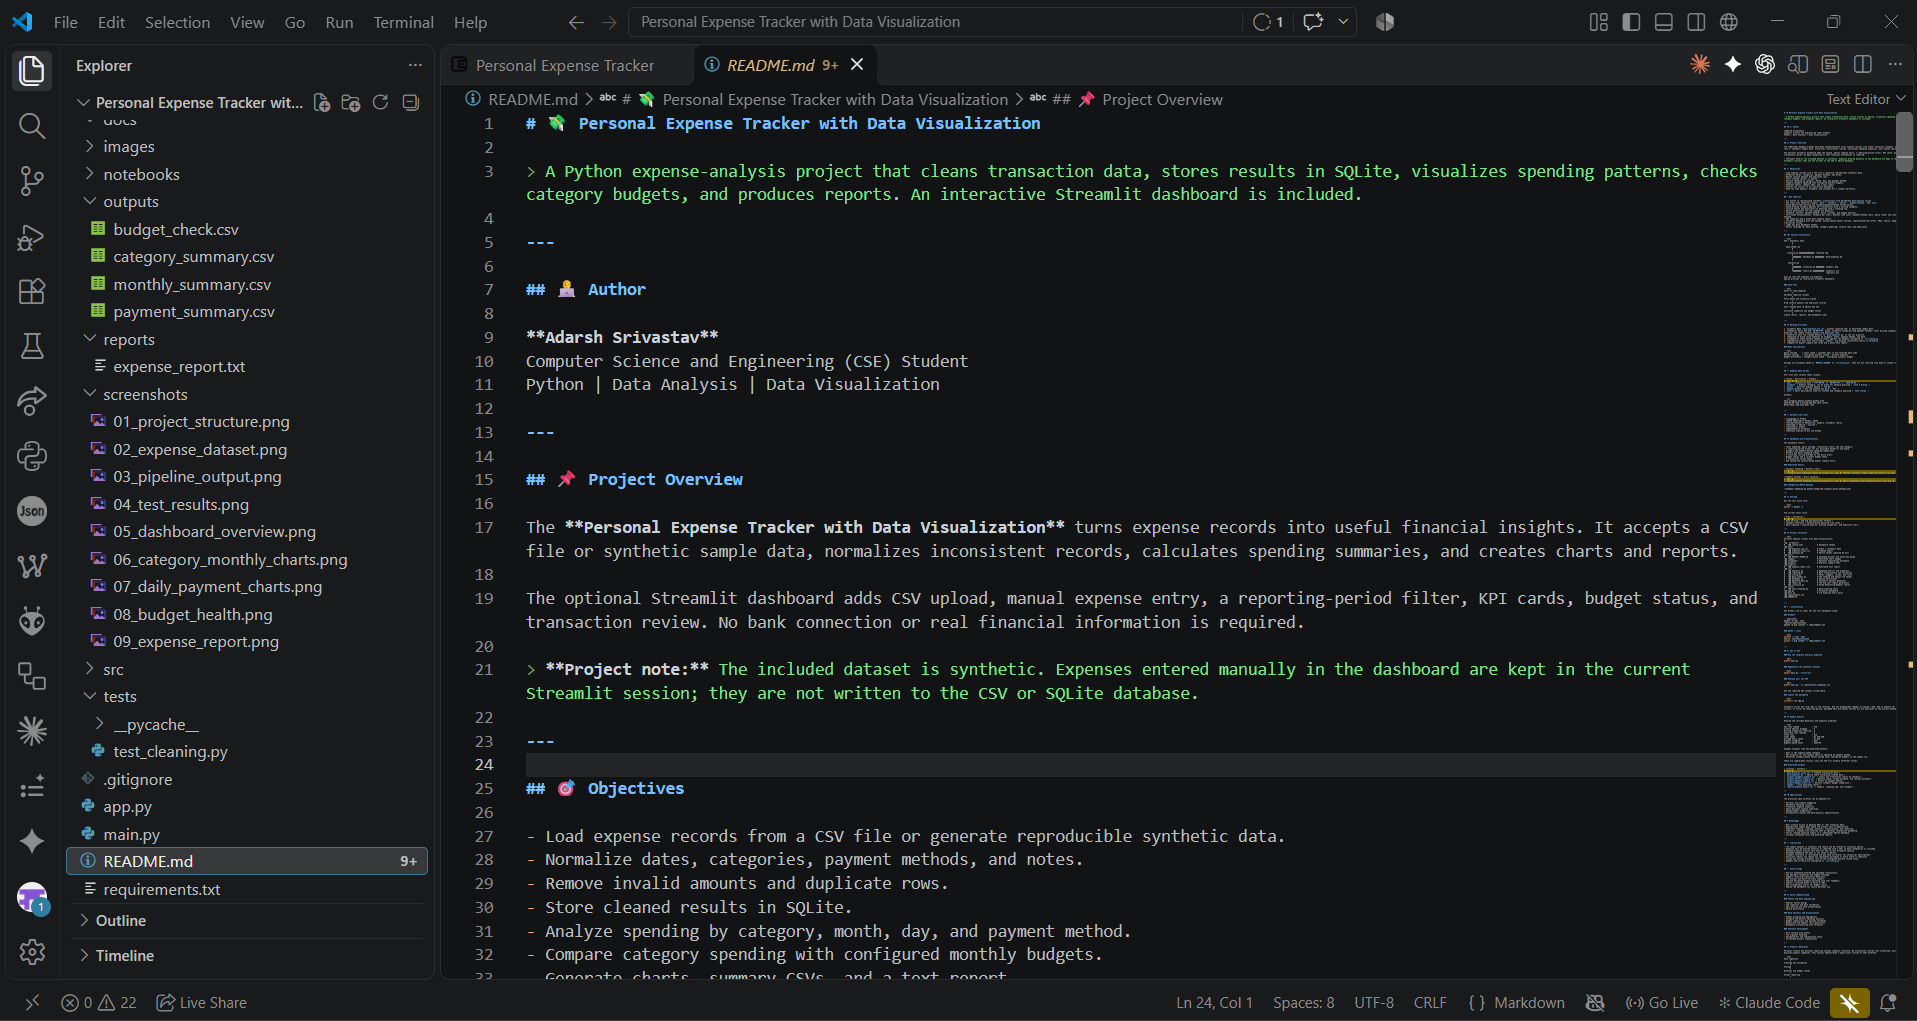 File Edit Selection View Go Run Terminal Help
Personal Expense Tracker with Data Visualization
1
Explorer
Personal Expense Tracker wit...
docs
images
notebooks
outputs
budget_check.csv
category_summary.csv
monthly_summary.csv
payment_summary.csv
reports
expense_report.txt
screenshots
01_project_structure.png
02_expense_dataset.png
03_pipeline_output.png
04_test_results.png
05_dashboard_overview.png
06_category_monthly_charts.png
07_daily_payment_charts.png
08_budget_health.png
09_expense_report.png
src
tests
__pycache__
test_cleaning.py
.gitignore
app.py
main.py
README.md 9+
requirements.txt
Outline
Timeline
Json
1
Personal Expense Tracker
README.md 9+
README.md > abc # 💸 Personal Expense Tracker with Data Visualization > abc ## 📌 Project Overview
Text Editor
1 # 💸 Personal Expense Tracker with Data Visualization
2
3 > A Python expense-analysis project that cleans transaction data, stores results in SQLite, visualizes spending patterns, checks
category budgets, and produces reports. An interactive Streamlit dashboard is included.
4
5 ---
6
7 ## 🧑‍💻 Author
8
9 **Adarsh Srivastav**
10 Computer Science and Engineering (CSE) Student
11 Python | Data Analysis | Data Visualization
12
13 ---
14
15 ## 📌 Project Overview
16
17 The **Personal Expense Tracker with Data Visualization** turns expense records into useful financial insights. It accepts a CSV
file or synthetic sample data, normalizes inconsistent records, calculates spending summaries, and creates charts and reports.
18
19 The optional Streamlit dashboard adds CSV upload, manual expense entry, a reporting-period filter, KPI cards, budget status, and
transaction review. No bank connection or real financial information is required.
20
21 > **Project note:** The included dataset is synthetic. Expenses entered manually in the dashboard are kept in the current
Streamlit session; they are not written to the CSV or SQLite database.
22
23 ---
24
25 ## 🎯 Objectives
26
27 - Load expense records from a CSV file or generate reproducible synthetic data.
28 - Normalize dates, categories, payment methods, and notes.
29 - Remove invalid amounts and duplicate rows.
30 - Store cleaned results in SQLite.
31 - Analyze spending by category, month, day, and payment method.
32 - Compare category spending with configured monthly budgets.
33 - Generate charts, summary CSVs, and a text report.
0 22 Live Share
Ln 24, Col 1 Spaces: 8 UTF-8 CRLF { } Markdown Go Live Claude Code